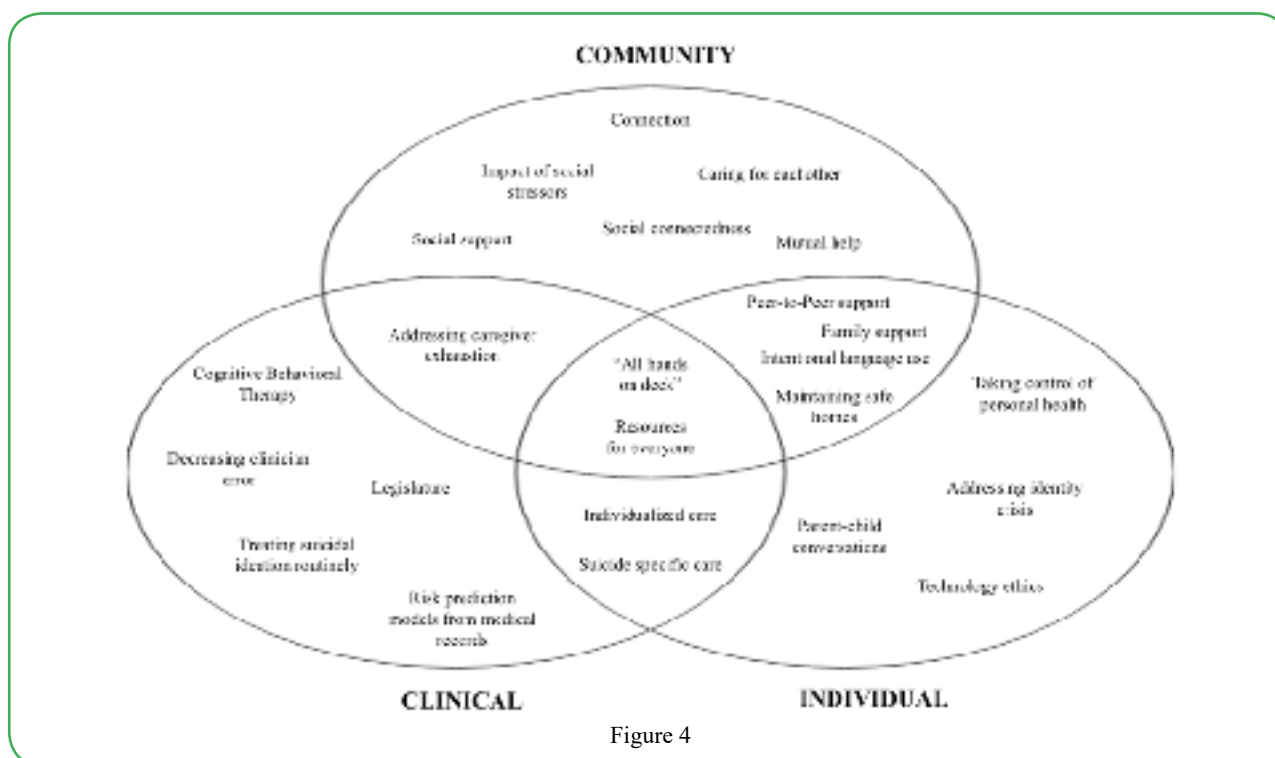 COMMUNITY
Connection
Impact of social
stressors
Caring for each other
Social support
Social connectedness
Mutual help
Peer-to-Peer support
Family support
Intentional language use
Maintaining safe
homes
Addressing caregiver
exhaustion
"All hands
on deck"
Resources
for everyone
Cognitive Behavioral
Therapy
Decreasing clinician
error
Legislature
Treating suicidal
ideation routinely
Risk prediction
models from medical
records
Individualized care
Suicide specific care
Taking control of
personal health
Addressing identity
crisis
Parent-child
conversations
Technology ethics
CLINICAL
INDIVIDUAL
Figure 4